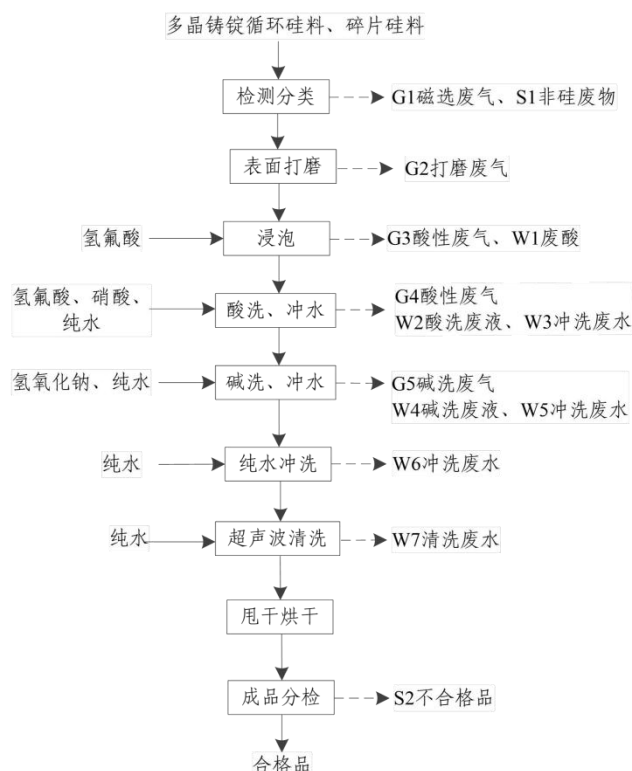 多晶铸锭循环硅料、碎片硅料
检测分类
G1磁选废气、S1非硅废物
表面打磨
G2打磨废气
氢氟酸
浸泡
G3酸性废气、W1废酸
氢氟酸、硝酸、
纯水
酸洗、冲水
G4酸性废气
W2酸洗废液、W3冲洗废水
氢氧化钠、纯水
碱洗、冲水
G5碱洗废气
W4碱洗废液、W5冲洗废水
纯水
纯水冲洗
W6冲洗废水
纯水
超声波清洗
W7清洗废水
甩干烘干
成品分检
S2不合格品
合格品